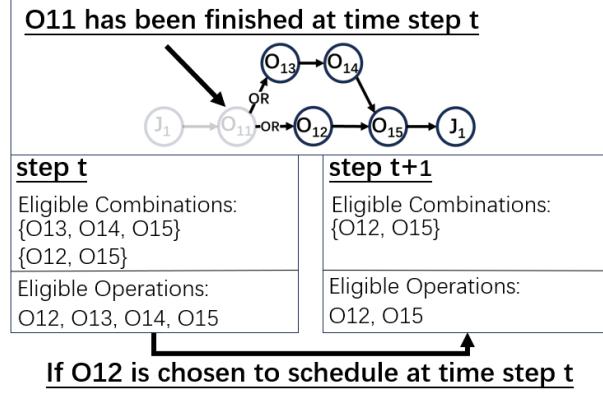 O11 has been finished at time step t
O13
O14
OR
J1
O11
OR
O12
O15
J1
step t
Eligible Combinations:
{O13, O14, O15}
{O12, O15}
Eligible Operations:
O12, O13, O14, O15
step t+1
Eligible Combinations:
{O12, O15}
Eligible Operations:
O12, O15
If O12 is chosen to schedule at time step t